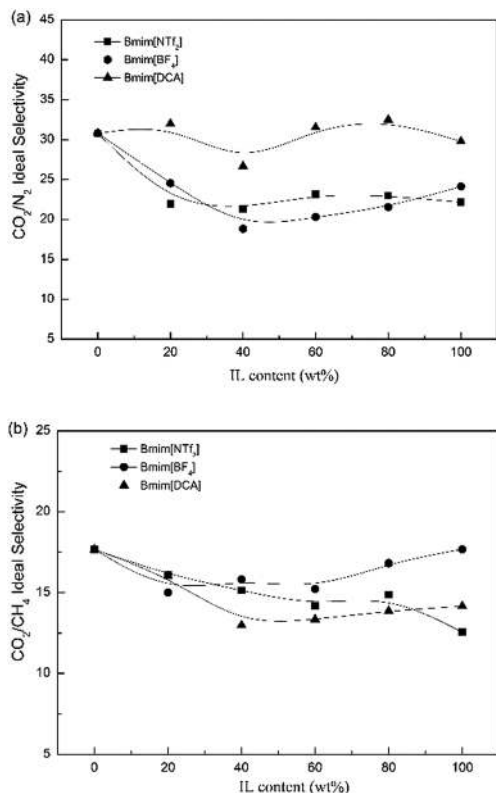 (a)
Bmim[NTf₂]
Bmim[BF₄]
Bmim[DCA]
CO₂/N₂ Ideal Selectivity
45
40
35
30
25
20
15
10
5
0 20 40 60 80 100
IL content (wt%)
(b)
Bmim[NTf₂]
Bmim[BF₄]
Bmim[DCA]
CO₂/CH₄ Ideal Selectivity
25
20
15
10
5
0 20 40 60 80 100
IL content (wt%)